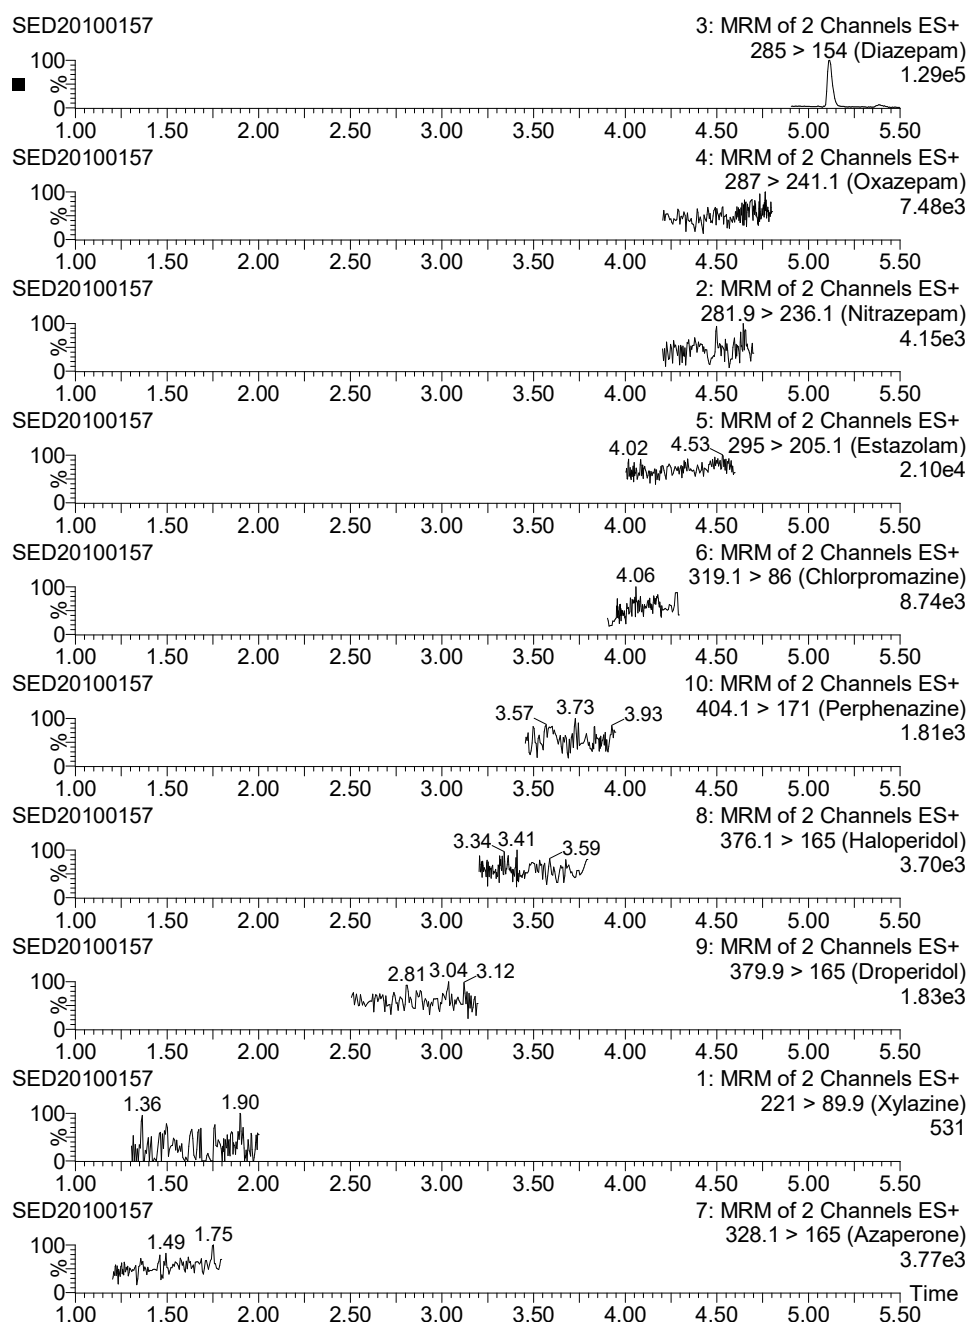 SED20100157
3: MRM of 2 Channels ES+
285 > 154 (Diazepam)
1.29e5
100
%
0
1.00 1.50 2.00 2.50 3.00 3.50 4.00 4.50 5.00 5.50
SED20100157
4: MRM of 2 Channels ES+
287 > 241.1 (Oxazepam)
7.48e3
100
%
0
1.00 1.50 2.00 2.50 3.00 3.50 4.00 4.50 5.00 5.50
SED20100157
2: MRM of 2 Channels ES+
281.9 > 236.1 (Nitrazepam)
4.15e3
100
%
0
1.00 1.50 2.00 2.50 3.00 3.50 4.00 4.50 5.00 5.50
SED20100157
5: MRM of 2 Channels ES+
295 > 205.1 (Estazolam)
2.10e4
4.02 4.53
100
%
0
1.00 1.50 2.00 2.50 3.00 3.50 4.00 4.50 5.00 5.50
SED20100157
6: MRM of 2 Channels ES+
319.1 > 86 (Chlorpromazine)
8.74e3
4.06
100
%
0
1.00 1.50 2.00 2.50 3.00 3.50 4.00 4.50 5.00 5.50
SED20100157
10: MRM of 2 Channels ES+
404.1 > 171 (Perphenazine)
1.81e3
3.57 3.73 3.93
100
%
0
1.00 1.50 2.00 2.50 3.00 3.50 4.00 4.50 5.00 5.50
SED20100157
8: MRM of 2 Channels ES+
376.1 > 165 (Haloperidol)
3.70e3
3.34 3.41 3.59
100
%
0
1.00 1.50 2.00 2.50 3.00 3.50 4.00 4.50 5.00 5.50
SED20100157
9: MRM of 2 Channels ES+
379.9 > 165 (Droperidol)
1.83e3
2.81 3.04 3.12
100
%
0
1.00 1.50 2.00 2.50 3.00 3.50 4.00 4.50 5.00 5.50
SED20100157
1: MRM of 2 Channels ES+
221 > 89.9 (Xylazine)
531
1.36 1.90
100
%
0
1.00 1.50 2.00 2.50 3.00 3.50 4.00 4.50 5.00 5.50
SED20100157
7: MRM of 2 Channels ES+
328.1 > 165 (Azaperone)
3.77e3
1.49 1.75
100
%
0
Time
1.00 1.50 2.00 2.50 3.00 3.50 4.00 4.50 5.00 5.50